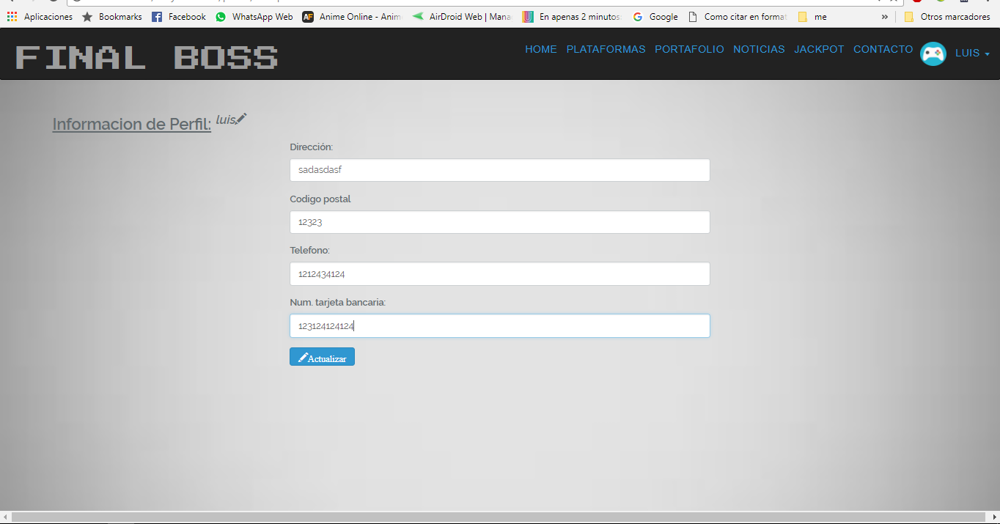 Aplicaciones Bookmarks Facebook WhatsApp Web AF Anime Online - Anim AirDroid Web | Mana En apenas 2 minutos: G Google Como citar en format me » Otros marcadores
FINAL BOSS HOME PLATAFORMAS PORTAFOLIO NOTICIAS JACKPOT CONTACTO LUIS
Informacion de Perfil: luis
Dirección:
sadasdasf
Codigo postal
12323
Telefono:
1212434124
Num. tarjeta bancaria:
123124124124
Actualizar